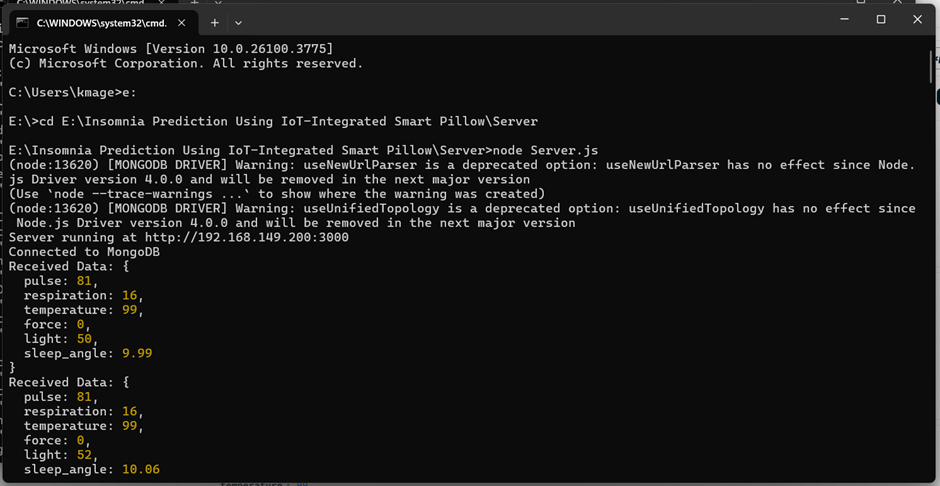 C:\WINDOWS\system32\cmd.
Microsoft Windows [Version 10.0.26100.3775]
(c) Microsoft Corporation. All rights reserved.
C:\Users\kmage>e:
E:\>cd E:\Insomnia Prediction Using IoT-Integrated Smart Pillow\Server
E:\Insomnia Prediction Using IoT-Integrated Smart Pillow\Server>node Server.js
(node:13620) [MONGODB DRIVER] Warning: useNewUrlParser is a deprecated option: useNewUrlParser has no effect since Node.
js Driver version 4.0.0 and will be removed in the next major version
(Use `node --trace-warnings ...` to show where the warning was created)
(node:13620) [MONGODB DRIVER] Warning: useUnifiedTopology is a deprecated option: useUnifiedTopology has no effect since
 Node.js Driver version 4.0.0 and will be removed in the next major version
Server running at http://192.168.149.200:3000
Connected to MongoDB
Received Data: {
  pulse: 81,
  respiration: 16,
  temperature: 99,
  force: 0,
  light: 50,
  sleep_angle: 9.99
}
Received Data: {
  pulse: 81,
  respiration: 16,
  temperature: 99,
  force: 0,
  light: 52,
  sleep_angle: 10.06